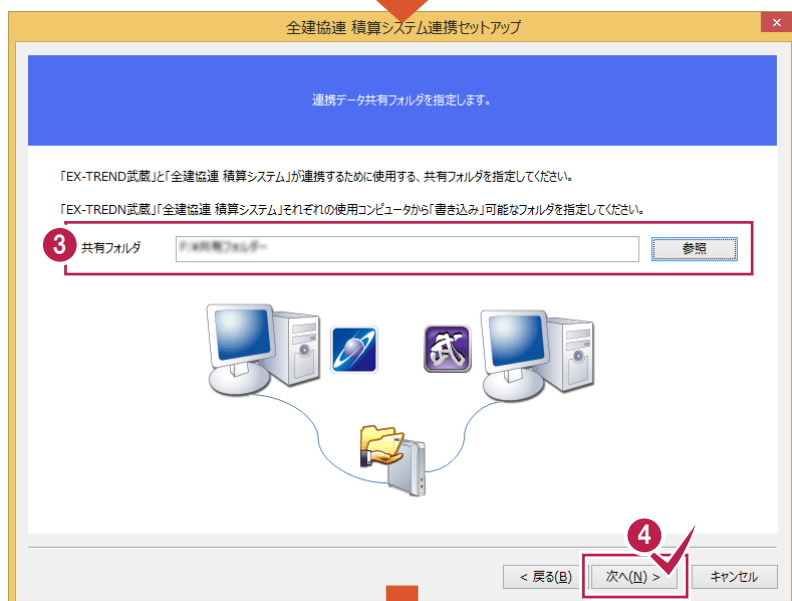 全建協連 積算システム連携セットアップ
×
連携データ共有フォルダを指定します。
「EX-TREND武蔵」と「全建協連 積算システム」が連携するために使用する、共有フォルダを指定してください。
「EX-TREDN武蔵」「全建協連 積算システム」それぞれの使用コンピュータから「書き込み」可能なフォルダを指定してください。
3 共有フォルダ 参照
武
4
< 戻る(B) 次へ(N) > キャンセル